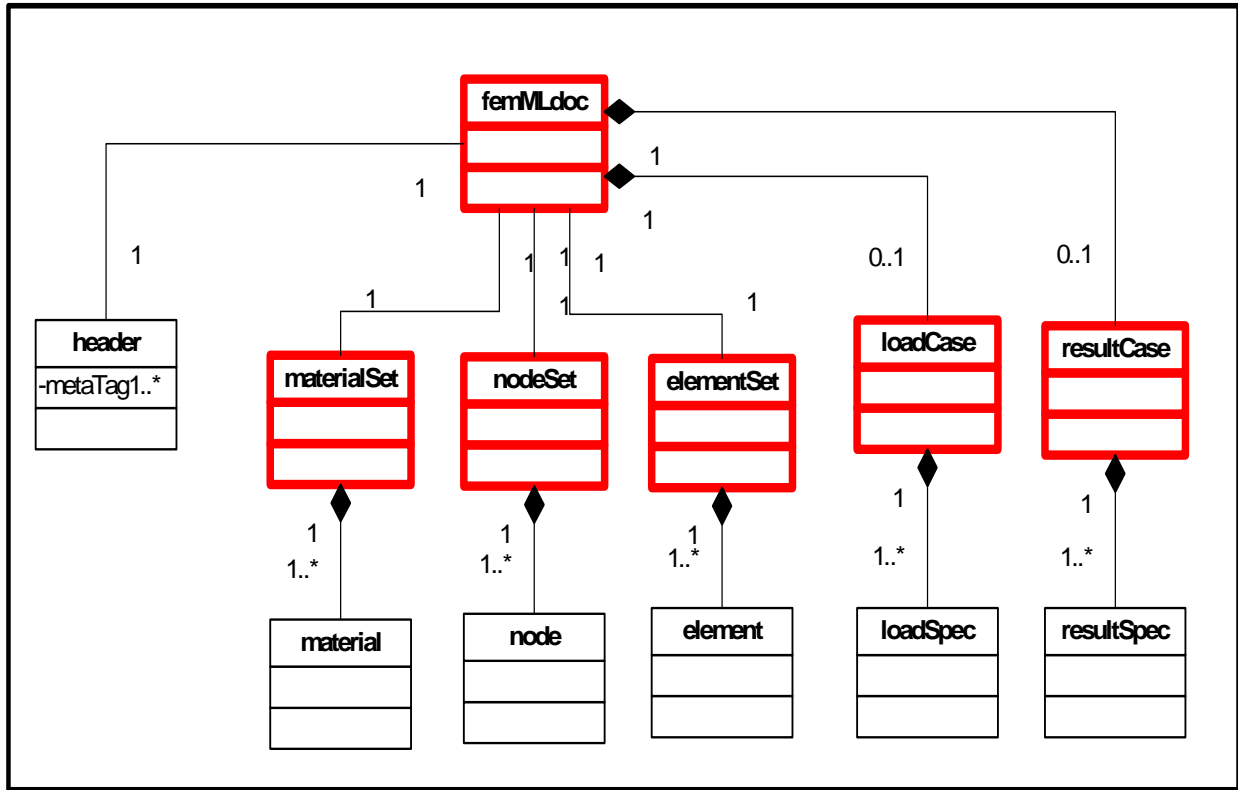 femMLdoc
1
1
1
1
1
1
1
0..1
0..1
1
1
1
header
-metaTag1..*
materialSet
nodeSet
elementSet
loadCase
resultCase
1
1
1
1
1
1..*
1..*
1..*
1..*
1..*
material
node
element
loadSpec
resultSpec